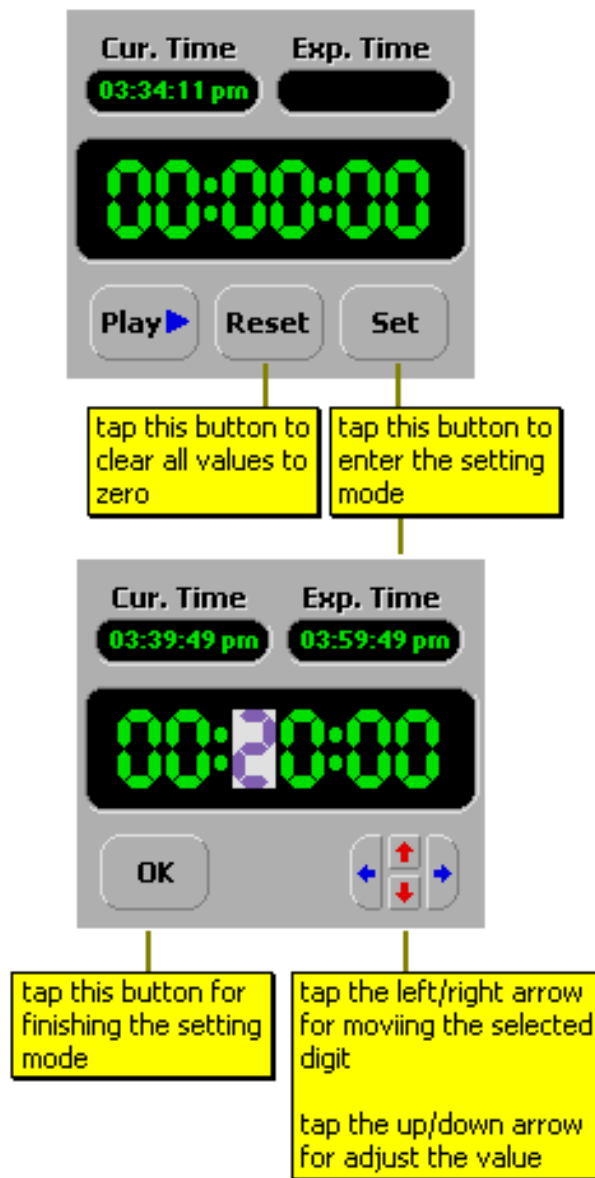 Cur. Time Exp. Time
03:34:11 pm
00:00:00
Play Reset Set
tap this button to
clear all values to
zero
tap this button to
enter the setting
mode
Cur. Time Exp. Time
03:39:49 pm 03:59:49 pm
00:20:00
OK
tap this button for
finishing the setting
mode
tap the left/right arrow
for moviing the selected
digit
tap the up/down arrow
for adjust the value